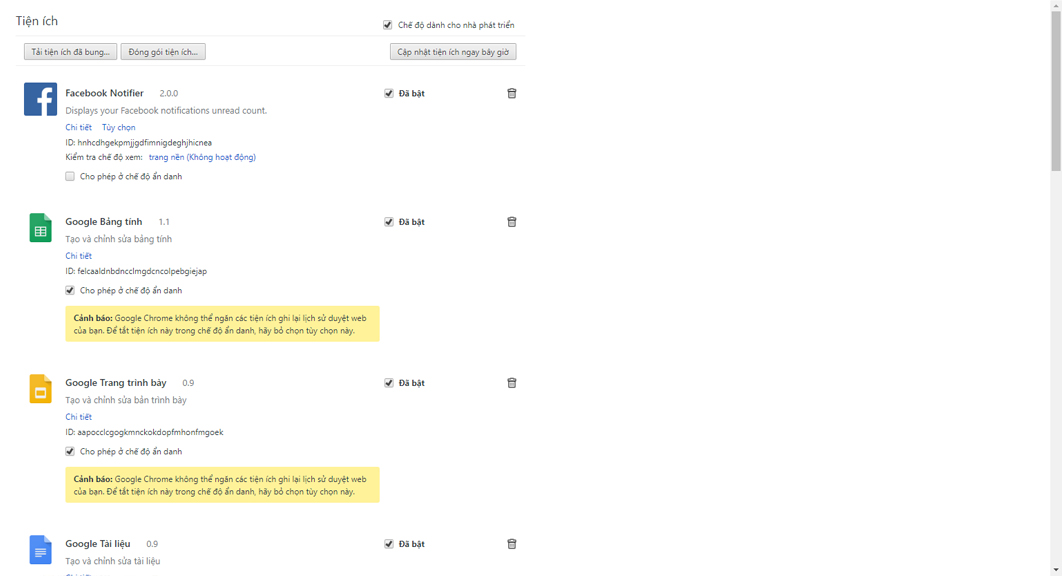 Tiện ích
Chế độ dành cho nhà phát triển
Tải tiện ích đã bung...
Đóng gói tiện ích...
Cập nhật tiện ích ngay bây giờ
Facebook Notifier 2.0.0
Đã bật
Displays your Facebook notifications unread count.
Chi tiết Tùy chọn
ID: hnhcdhgekpmjjgdfimnigdeghjhicnea
Kiểm tra chế độ xem: trang nền (Không hoạt động)
Cho phép ở chế độ ẩn danh
Google Bảng tính 1.1
Đã bật
Tạo và chỉnh sửa bảng tính
Chi tiết
ID: felcaaldnbdncclmgdcncolpebgiejap
Cho phép ở chế độ ẩn danh
Cảnh báo: Google Chrome không thể ngăn các tiện ích ghi lại lịch sử duyệt web
của bạn. Để tắt tiện ích này trong chế độ ẩn danh, hãy bỏ chọn tùy chọn này.
Google Trang trình bày 0.9
Đã bật
Tạo và chỉnh sửa bản trình bày
Chi tiết
ID: aapocclcgogkmnckokdopfmhonfmgoek
Cho phép ở chế độ ẩn danh
Cảnh báo: Google Chrome không thể ngăn các tiện ích ghi lại lịch sử duyệt web
của bạn. Để tắt tiện ích này trong chế độ ẩn danh, hãy bỏ chọn tùy chọn này.
Google Tài liệu 0.9
Đã bật
Tạo và chỉnh sửa tài liệu